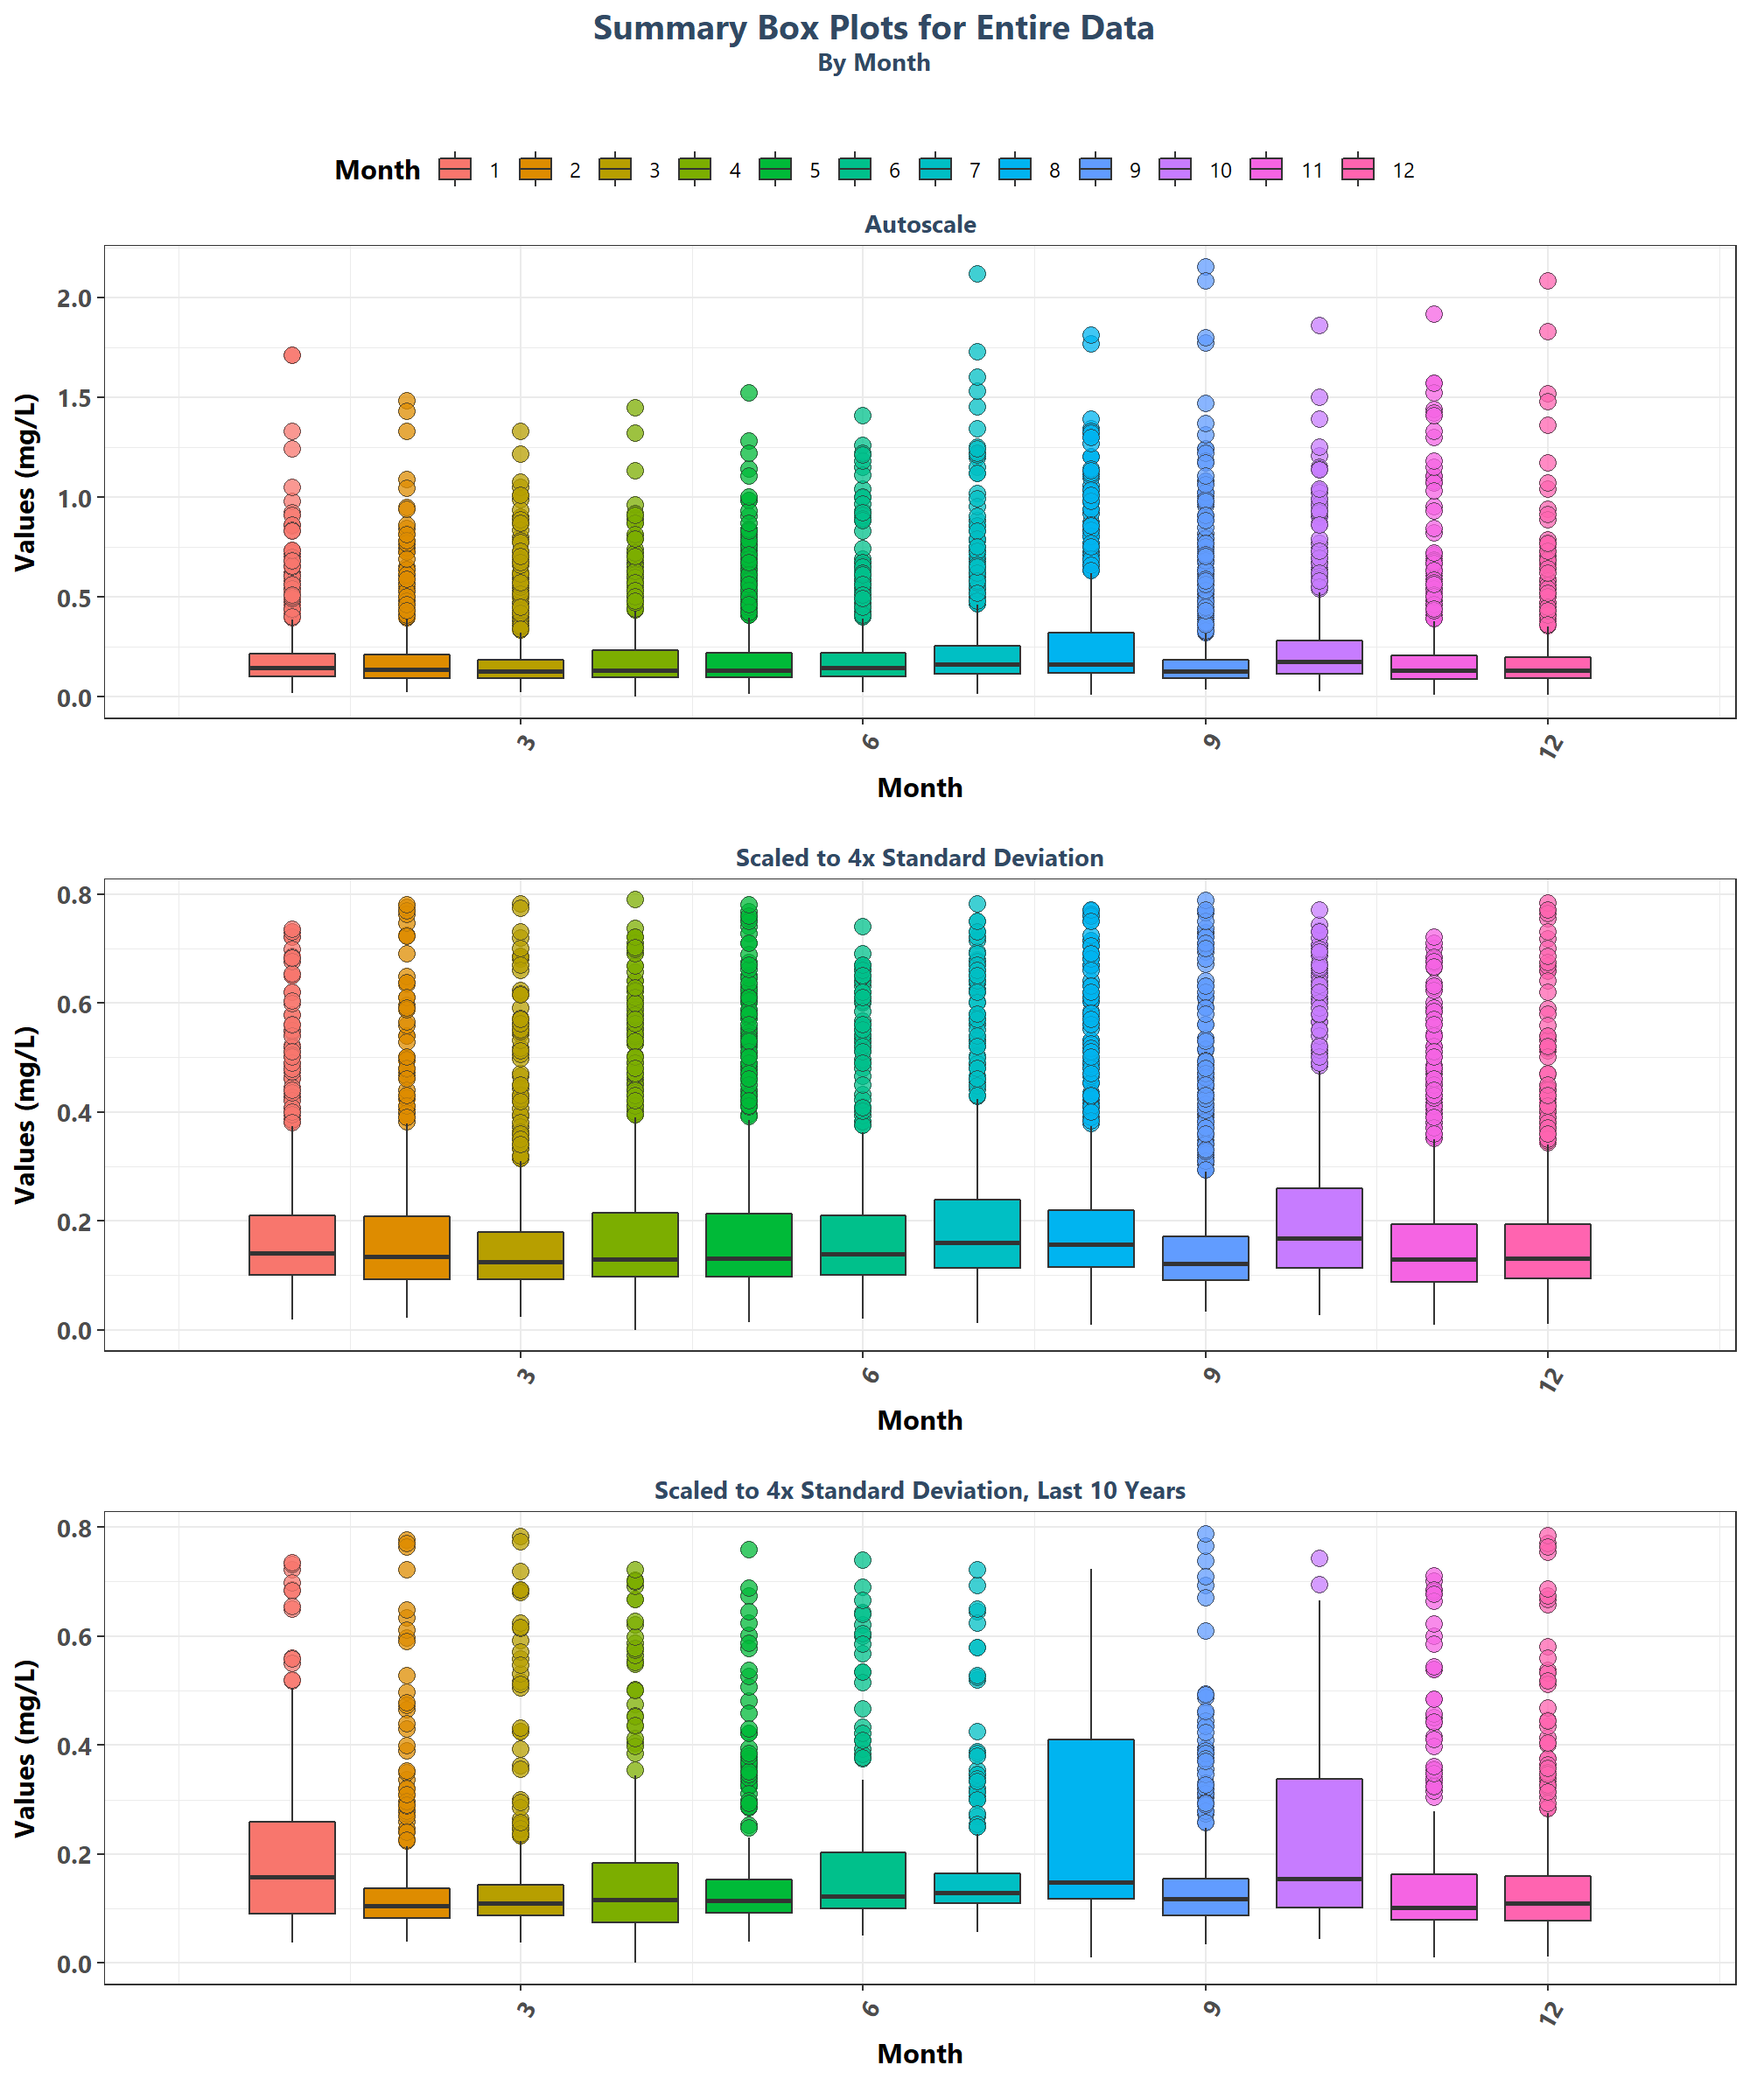 Summary Box Plots for Entire Data
By Month
Month 1 2 3 4 5 6 7 8 9 10 11 12
Autoscale
Values (mg/L)
2.0
1.5
1.0
0.5
0.0
3 6 9 12
Month
Scaled to 4x Standard Deviation
Values (mg/L)
0.8
0.6
0.4
0.2
0.0
3 6 9 12
Month
Scaled to 4x Standard Deviation, Last 10 Years
Values (mg/L)
0.8
0.6
0.4
0.2
0.0
3 6 9 12
Month